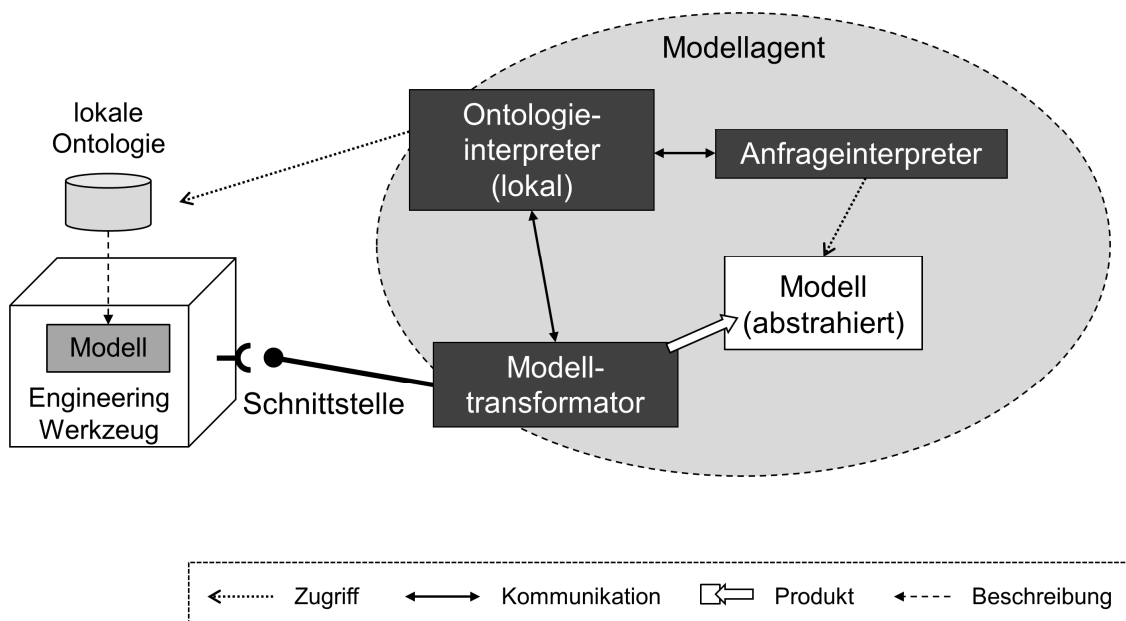 Modellagent
lokale
Ontologie
Ontologie-
interpreter
(lokal)
Anfrageinterpreter
Modell
(abstrahiert)
Modell
Engineering
Werkzeug
Schnittstelle
Modell-
transformator
Zugriff
Kommunikation
Produkt
Beschreibung